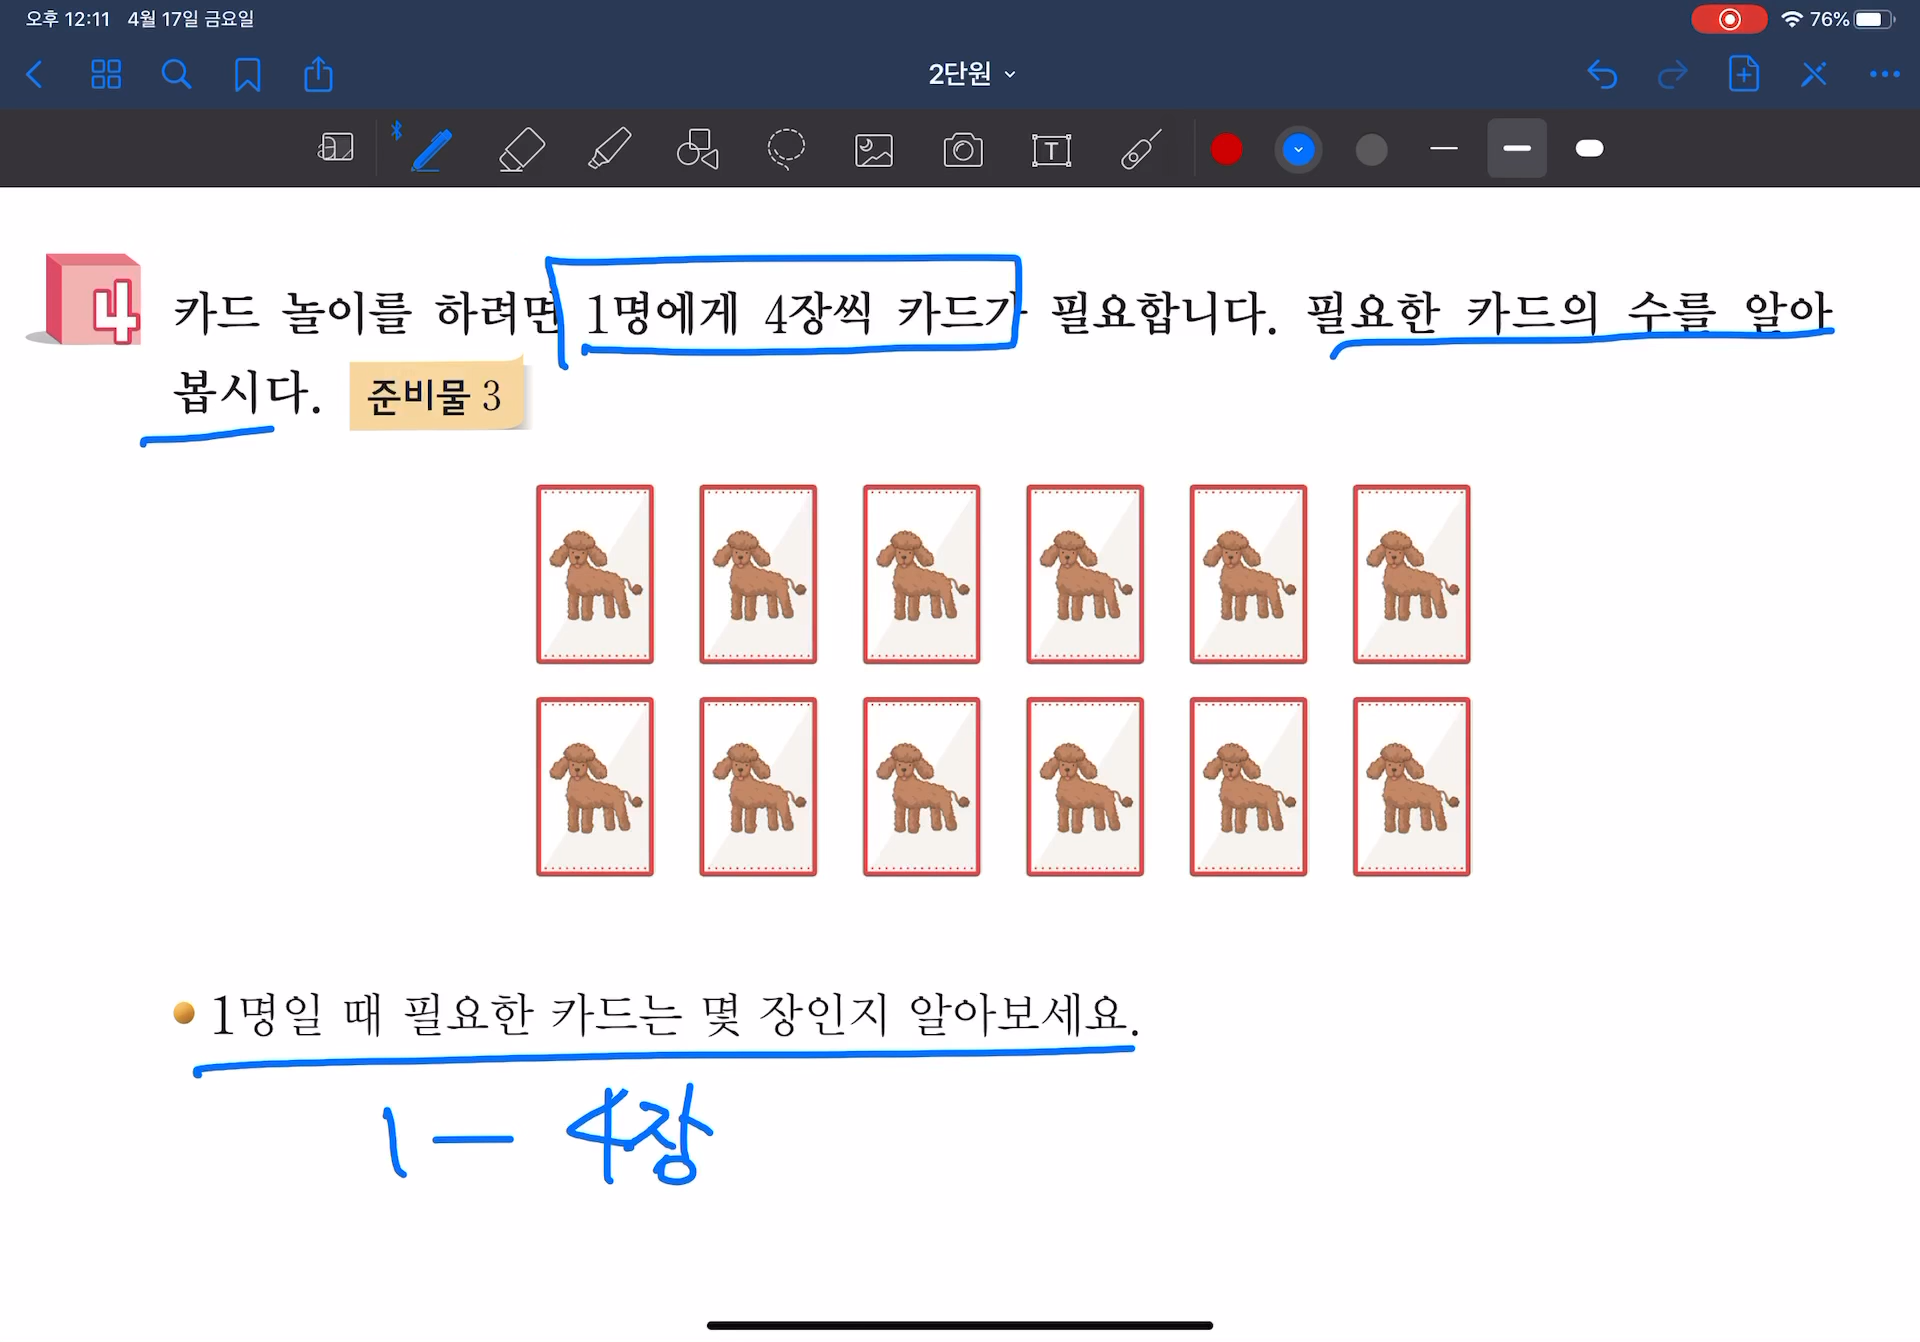 오후 12:11 4월 17일 금요일
76%
2단원
T
4 카드 놀이를 하려면 1명에게 4장씩 카드가 필요합니다. 필요한 카드의 수를 알아
봅시다. 준비물 3
1명일 때 필요한 카드는 몇 장인지 알아보세요.
1 — 4장